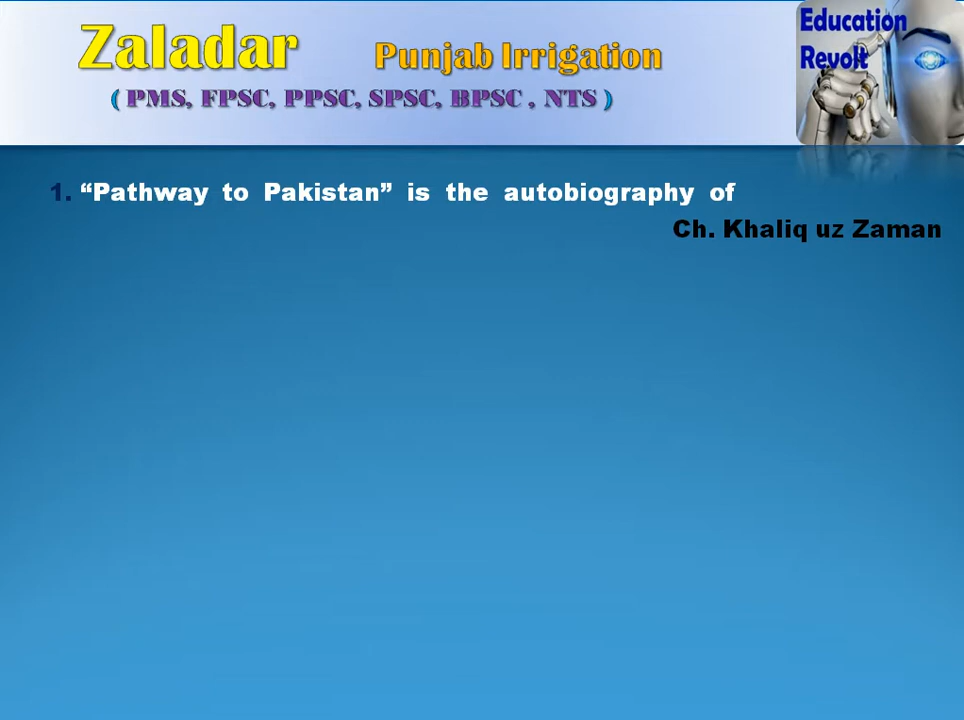 Zaladar Punjab Irrigation
( PMS, FPSC, PPSC, SPSC, BPSC , NTS )
Education
Revolt
1. “Pathway to Pakistan” is the autobiography of
Ch. Khaliq uz Zaman